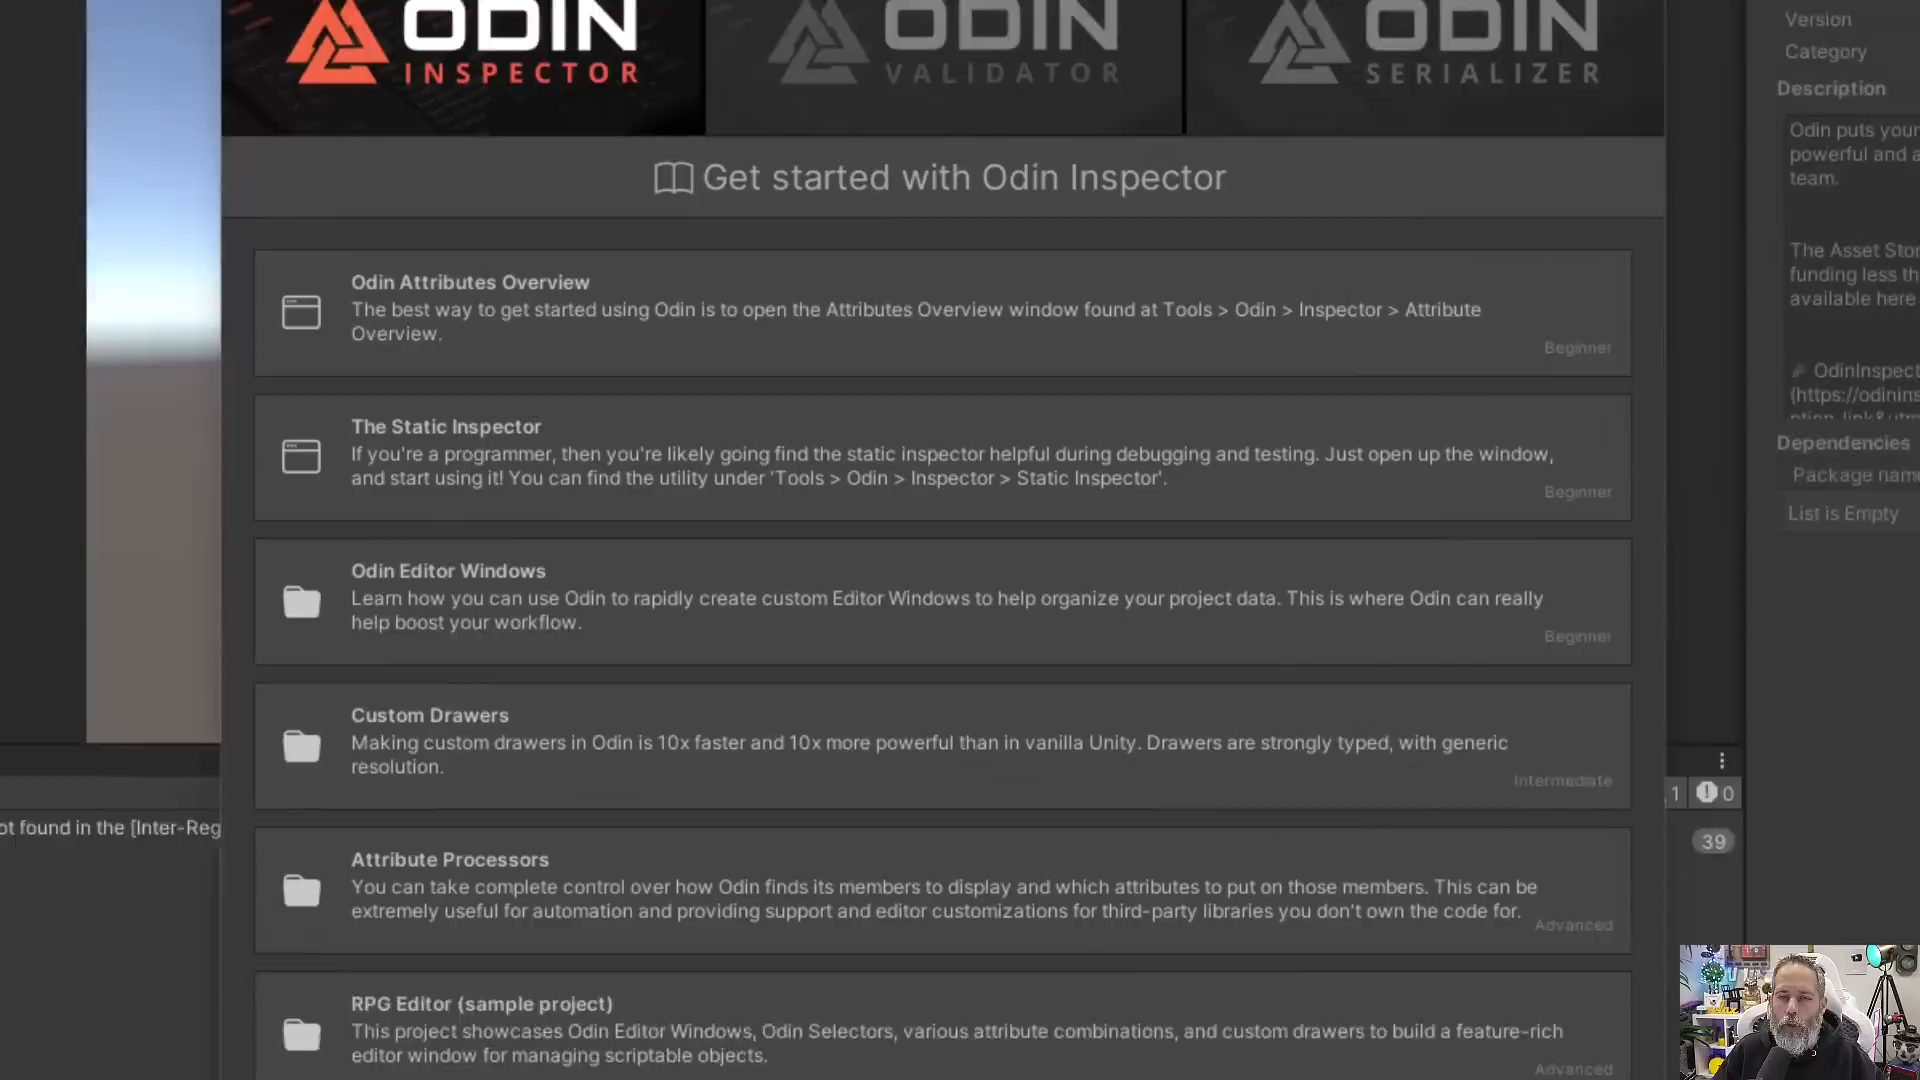 ODIN
INSPECTOR
ODIN
VALIDATOR
ODIN
SERIALIZER
Get started with Odin Inspector
Odin Attributes Overview
The best way to get started using Odin is to open the Attributes Overview window found at Tools > Odin > Inspector > Attribute
Overview.
Beginner
The Static Inspector
If you're a programmer, then you're likely going find the static inspector helpful during debugging and testing. Just open up the window,
and start using it! You can find the utility under 'Tools > Odin > Inspector > Static Inspector'.
Beginner
Odin Editor Windows
Learn how you can use Odin to rapidly create custom Editor Windows to help organize your project data. This is where Odin can really
help boost your workflow.
Beginner
Custom Drawers
Making custom drawers in Odin is 10x faster and 10x more powerful than in vanilla Unity. Drawers are strongly typed, with generic
resolution.
Intermediate
Attribute Processors
You can take complete control over how Odin finds its members to display and which attributes to put on those members. This can be
extremely useful for automation and providing support and editor customizations for third-party libraries you don't own the code for.
Advanced
RPG Editor (sample project)
This project showcases Odin Editor Windows, Odin Selectors, various attribute combinations, and custom drawers to build a feature-rich
editor window for managing scriptable objects.
Advanced
ot found in the [Inter-Reg
1
0
39
Version
Category
Description
Odin puts your
powerful and a
team.
The Asset Stor
funding less th
available here
OdinInspect
(https://odinins
Dependencies
Package name
List is Empty